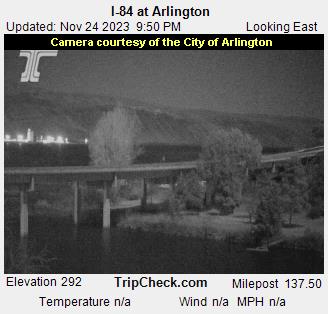 I-84 at Arlington
Updated: Nov 24 2023 9:50 PM Looking East
Camera courtesy of the City of Arlington
Elevation 292 TripCheck.com Milepost 137.50
Temperature n/a Wind n/a MPH n/a